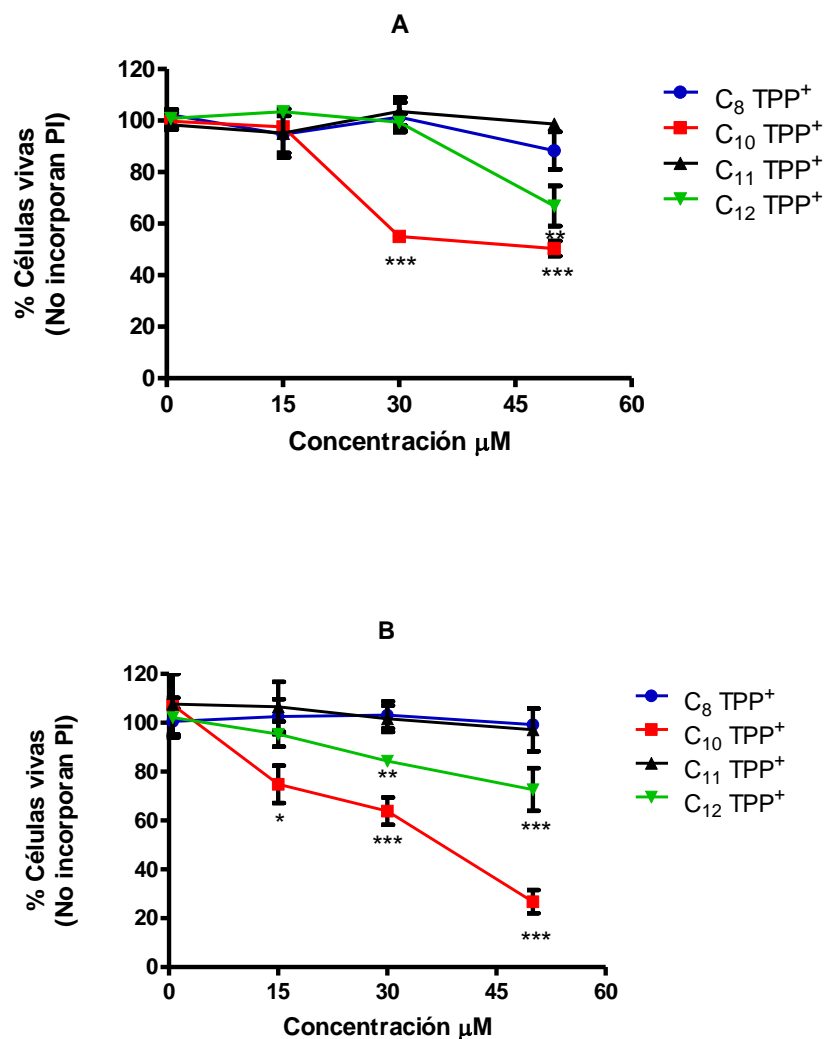 A
120
100
80
60
40
20
0
0 15 30 45 60
% Células vivas
(No incorporan PI)
Concentración μM
**
***
***
C8 TPP+
C10 TPP+
C11 TPP+
C12 TPP+
B
120
100
80
60
40
20
0
0 15 30 45 60
% Células vivas
(No incorporan PI)
Concentración μM
**
*
***
***
***
C8 TPP+
C10 TPP+
C11 TPP+
C12 TPP+